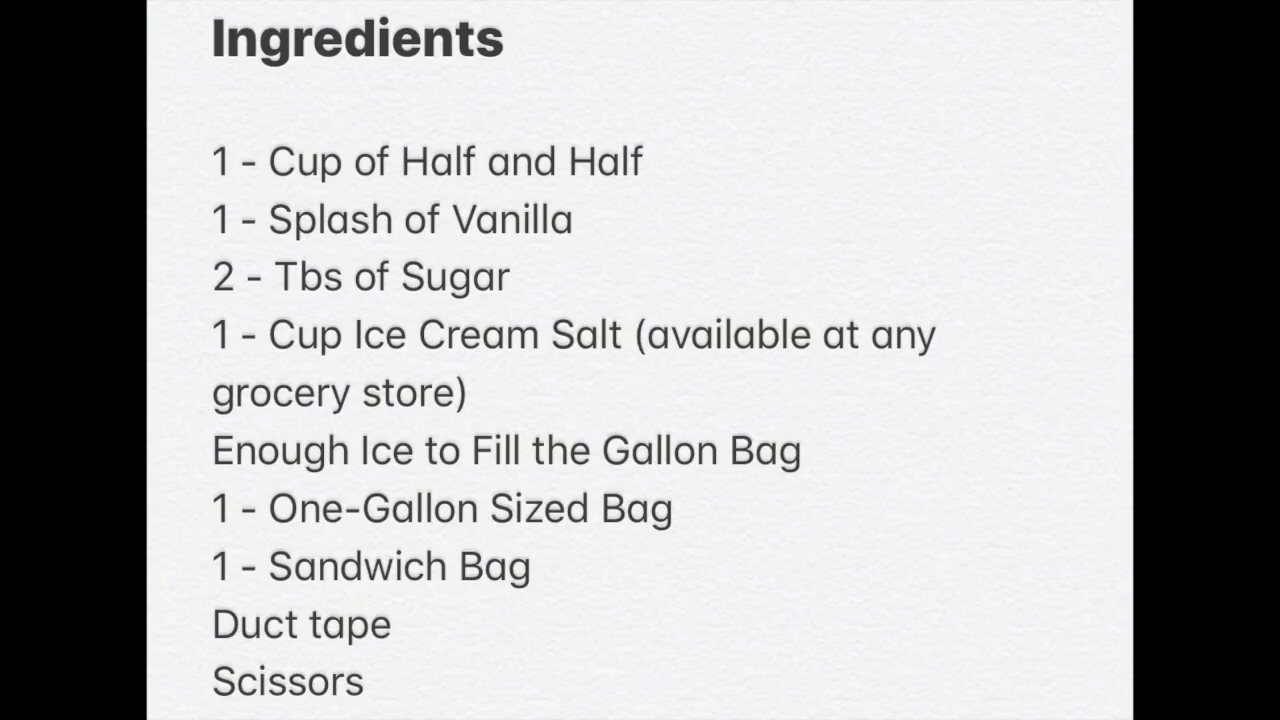 Ingredients
1 - Cup of Half and Half
1 - Splash of Vanilla
2 - Tbs of Sugar
1 - Cup Ice Cream Salt (available at any
grocery store)
Enough Ice to Fill the Gallon Bag
1 - One-Gallon Sized Bag
1 - Sandwich Bag
Duct tape
Scissors